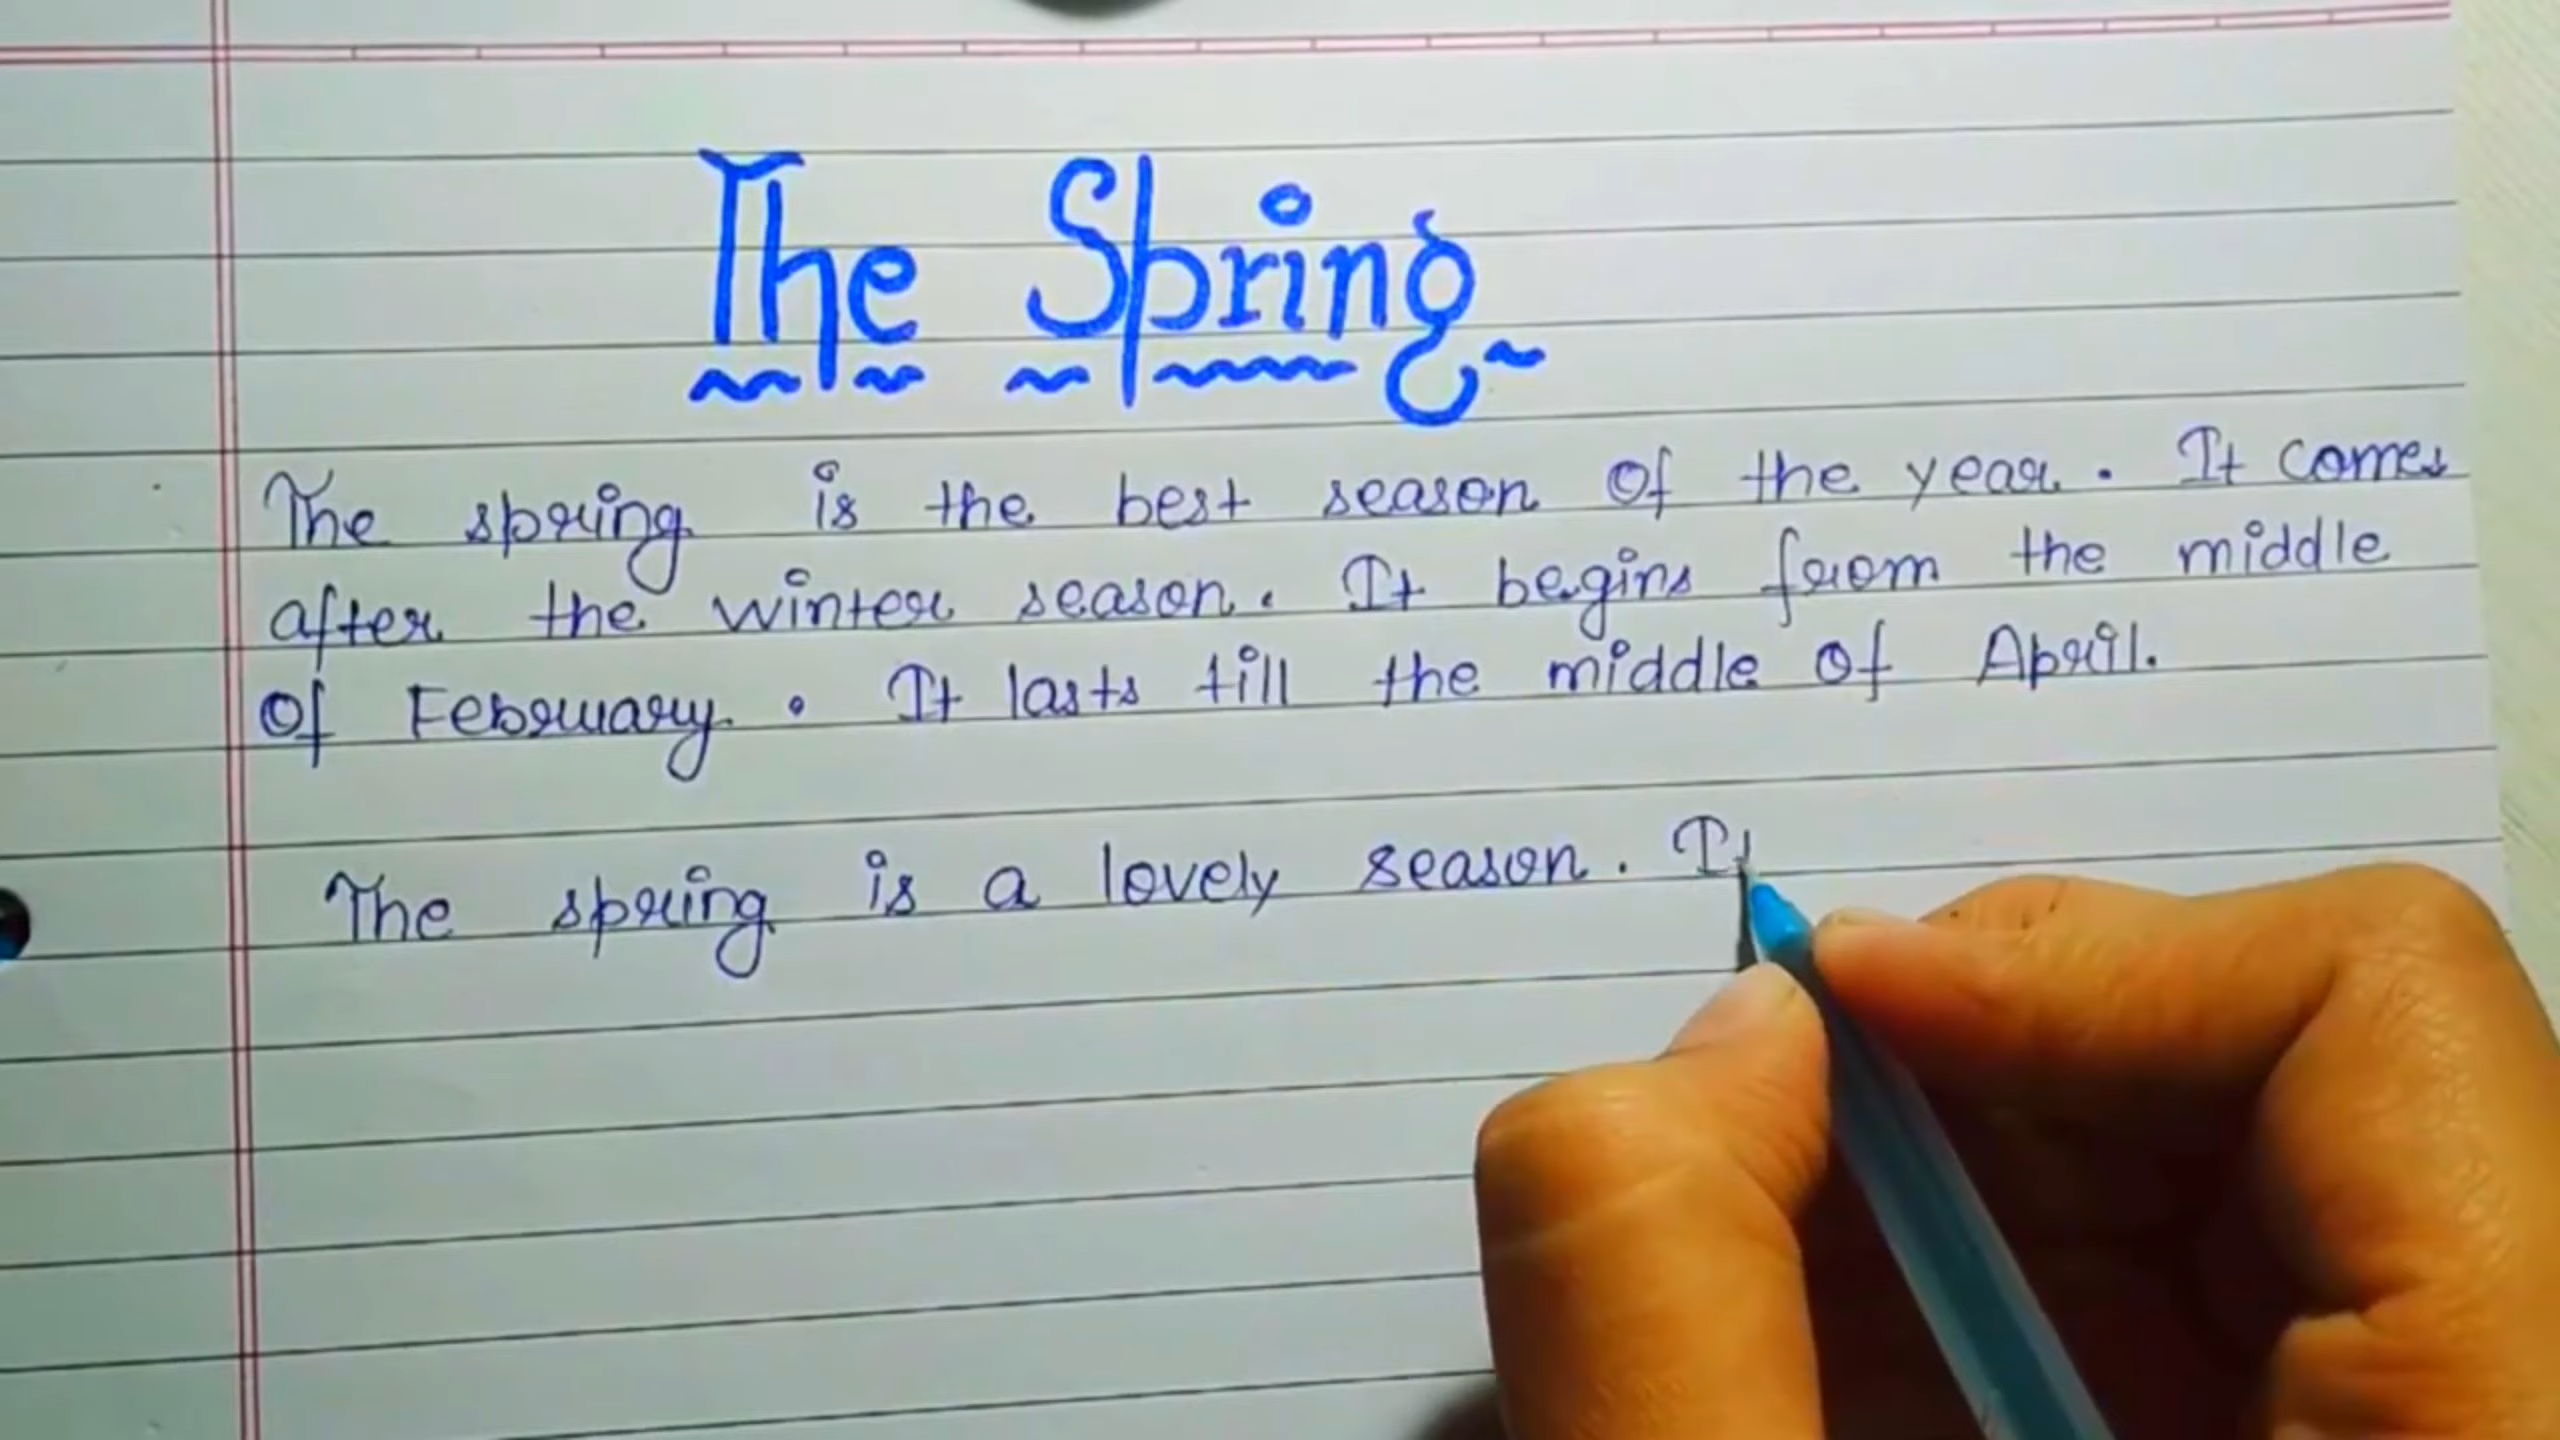 The Spring
The spring is the best season of the year. It comes
after the winter season. It begins from the middle
of February. It lasts till the middle of April.
The spring is a lovely season. It